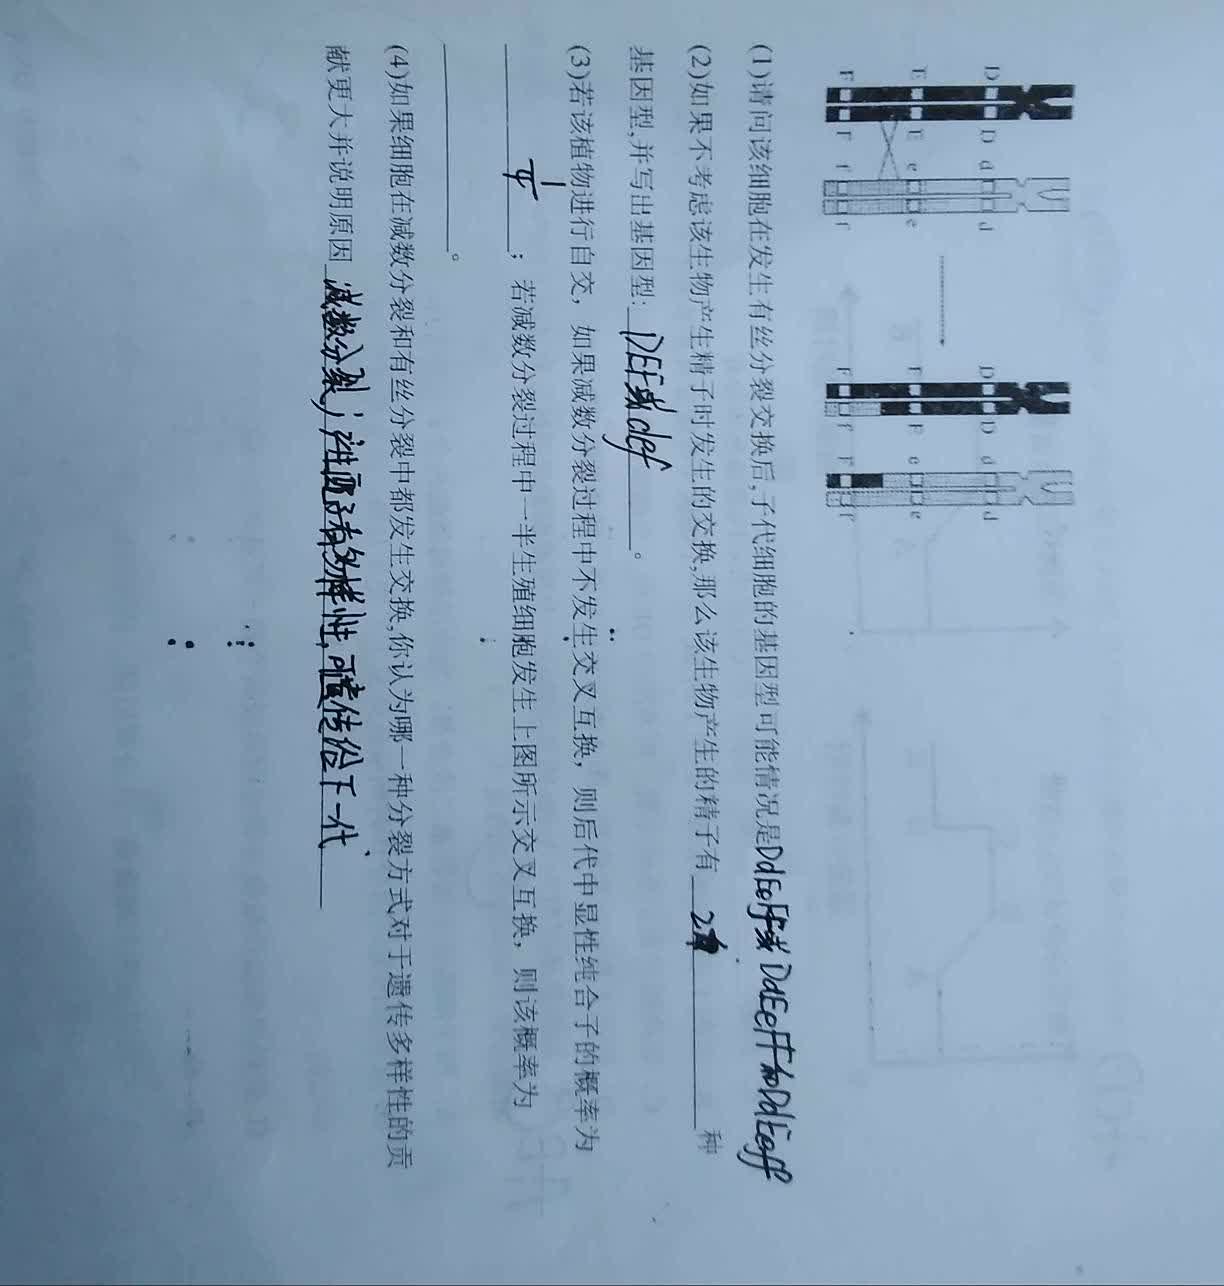 D D d d D D d d
E E e e E E e e
F F f f F f F f
(1)请问该细胞在发生有丝分裂交换后,子代细胞的基因型可能情况是DdEeFf或DdEeFF和DdEeff
(2)如果不考虑该生物产生精子时发生的交换,那么该生物产生的精子有 2 种
基因型,并写出基因型: DEF或def 。
(3)若该植物进行自交，如果减数分裂过程中不发生交叉互换，则后代中显性纯合子的概率为
1/4 ；若减数分裂过程中一半生殖细胞发生上图所示交叉互换，则该概率为
。
(4)如果细胞在减数分裂和有丝分裂中都发生交换,你认为哪一种分裂方式对于遗传多样性的贡
献更大并说明原因 减数分裂；让配子有多样性,可遗传给下一代